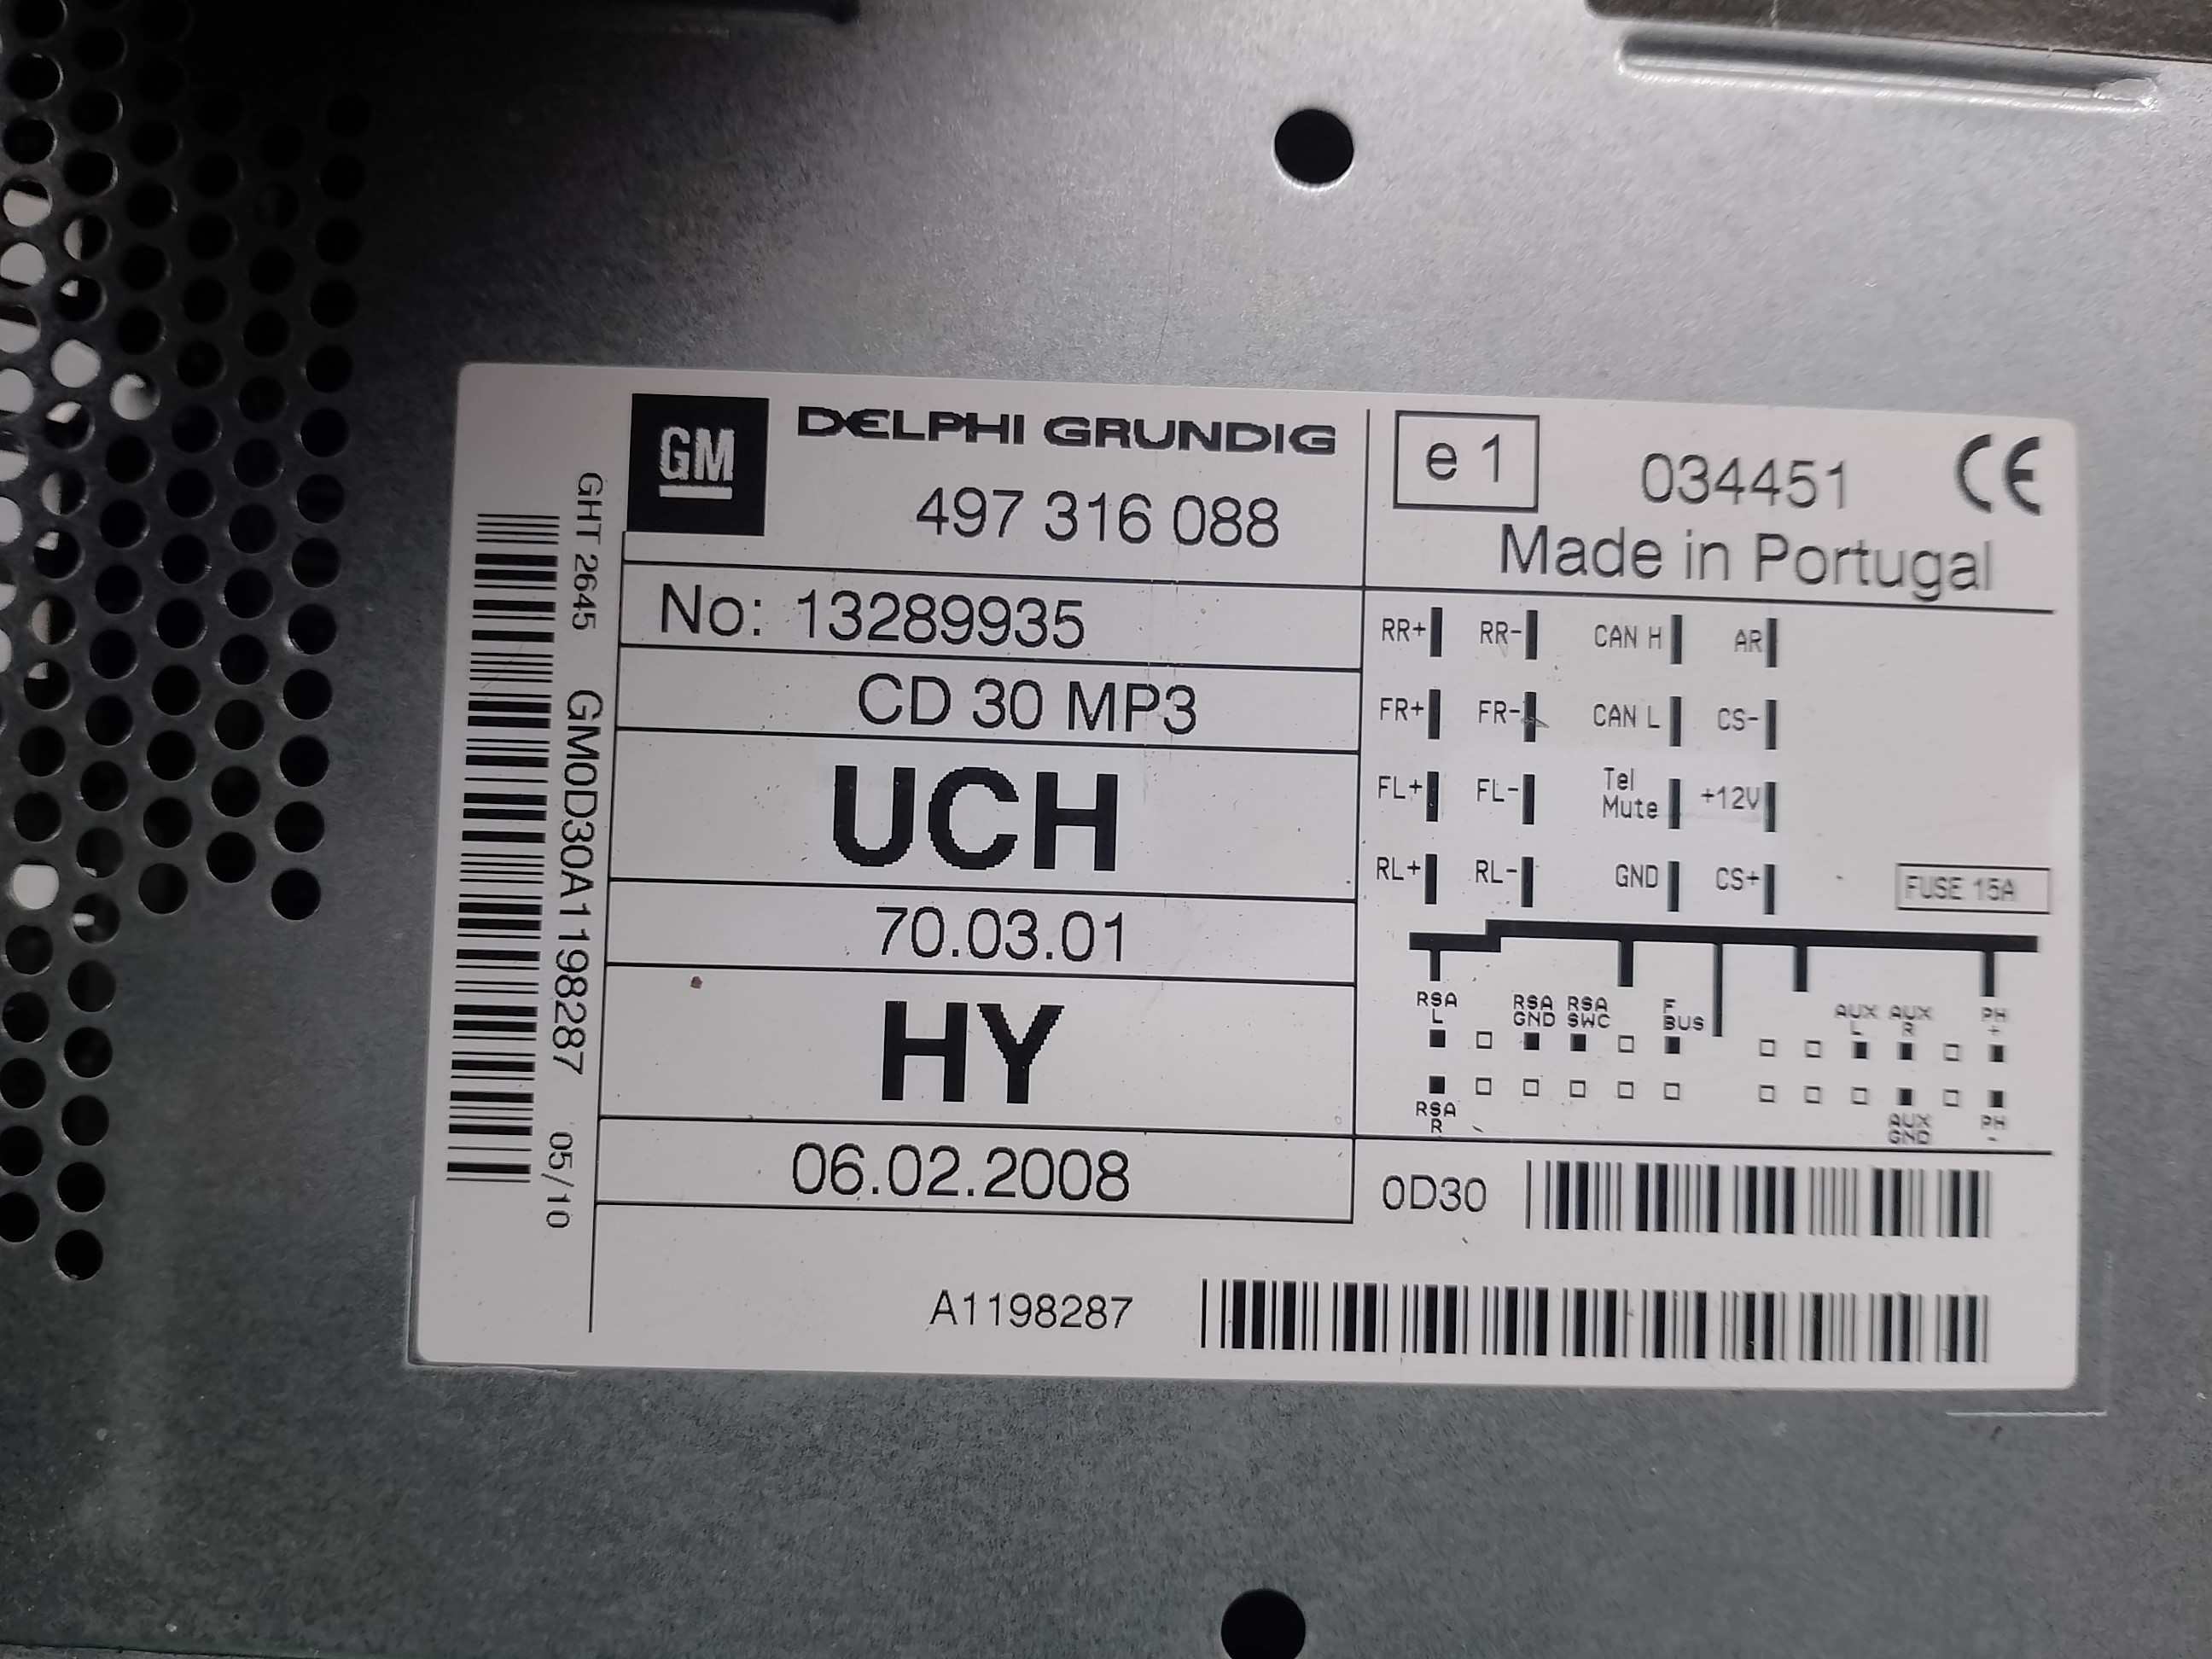 GHT 2645 GM0D30A1198287 05/10
GM
DELPHI GRUNDIG
497 316 088
No: 13289935
CD 30 MP3
UCH
70.03.01
HY
06.02.2008
A1198287
e 1
034451
CE
Made in Portugal
RR+ RR- CAN H AR
FR+ FR- CAN L CS-
FL+ FL- Tel Mute +12V
RL+ RL- GND CS+
FUSE 15A
RSA L RSA GND RSA SWC F BUS AUX L AUX R PH +
RSA R AUX GND PH -
0D30